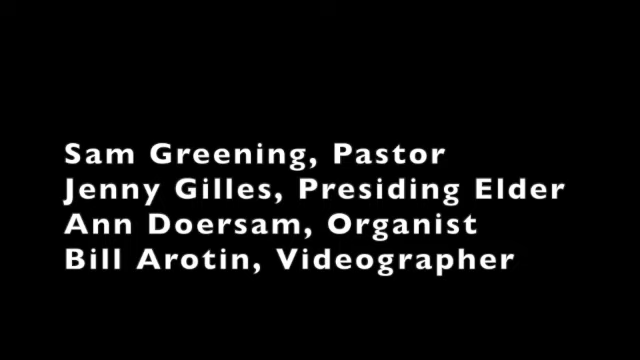 Sam Greening, Pastor
Jenny Gilles, Presiding Elder
Ann Doersam, Organist
Bill Arotin, Videographer